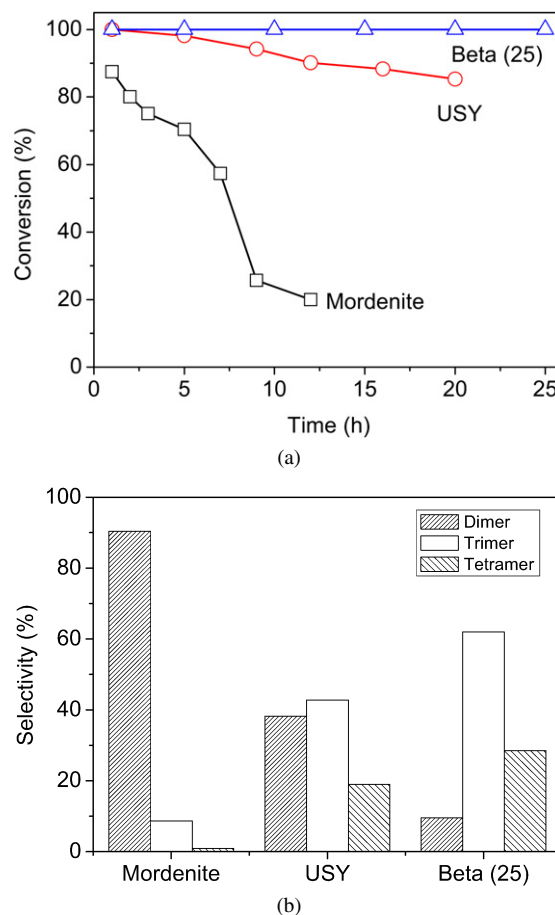 100
80
60
40
20
0
Conversion (%)
Beta (25)
USY
Mordenite
0 5 10 15 20 25
Time (h)
(a)
100
80
60
40
20
0
Selectivity (%)
Dimer
Trimer
Tetramer
Mordenite USY Beta (25)
(b)